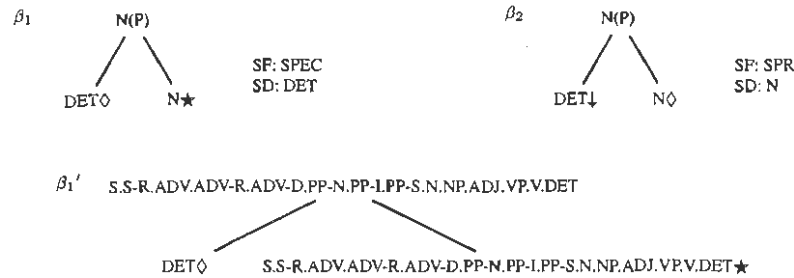 β₁ N(P) β₂ N(P)
SF: SPEC SF: SPR
SD: DET SD: N
DET◊ N★ DET↓ N◊
β₁′ S.S-R.ADV.ADV-R.ADV-D.PP-N.PP-I.PP-S.N.NP.ADJ.VP.V.DET
DET◊ S.S-R.ADV.ADV-R.ADV-D.PP-N.PP-I.PP-S.N.NP.ADJ.VP.V.DET★